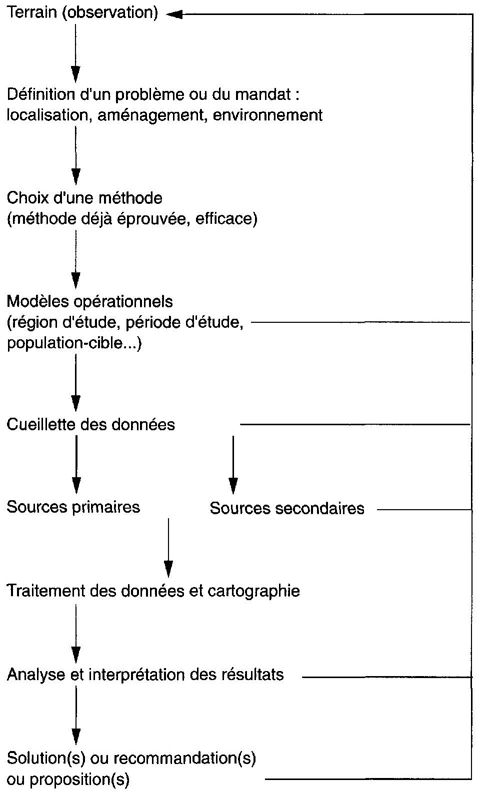 Terrain (observation)
Définition d'un problème ou du mandat :
localisation, aménagement, environnement
Choix d'une méthode
(méthode déjà éprouvée, efficace)
Modèles opérationnels
(région d'étude, période d'étude,
population-cible...)
Cueillette des données
Sources primaires
Sources secondaires
Traitement des données et cartographie
Analyse et interprétation des résultats
Solution(s) ou recommandation(s)
ou proposition(s)